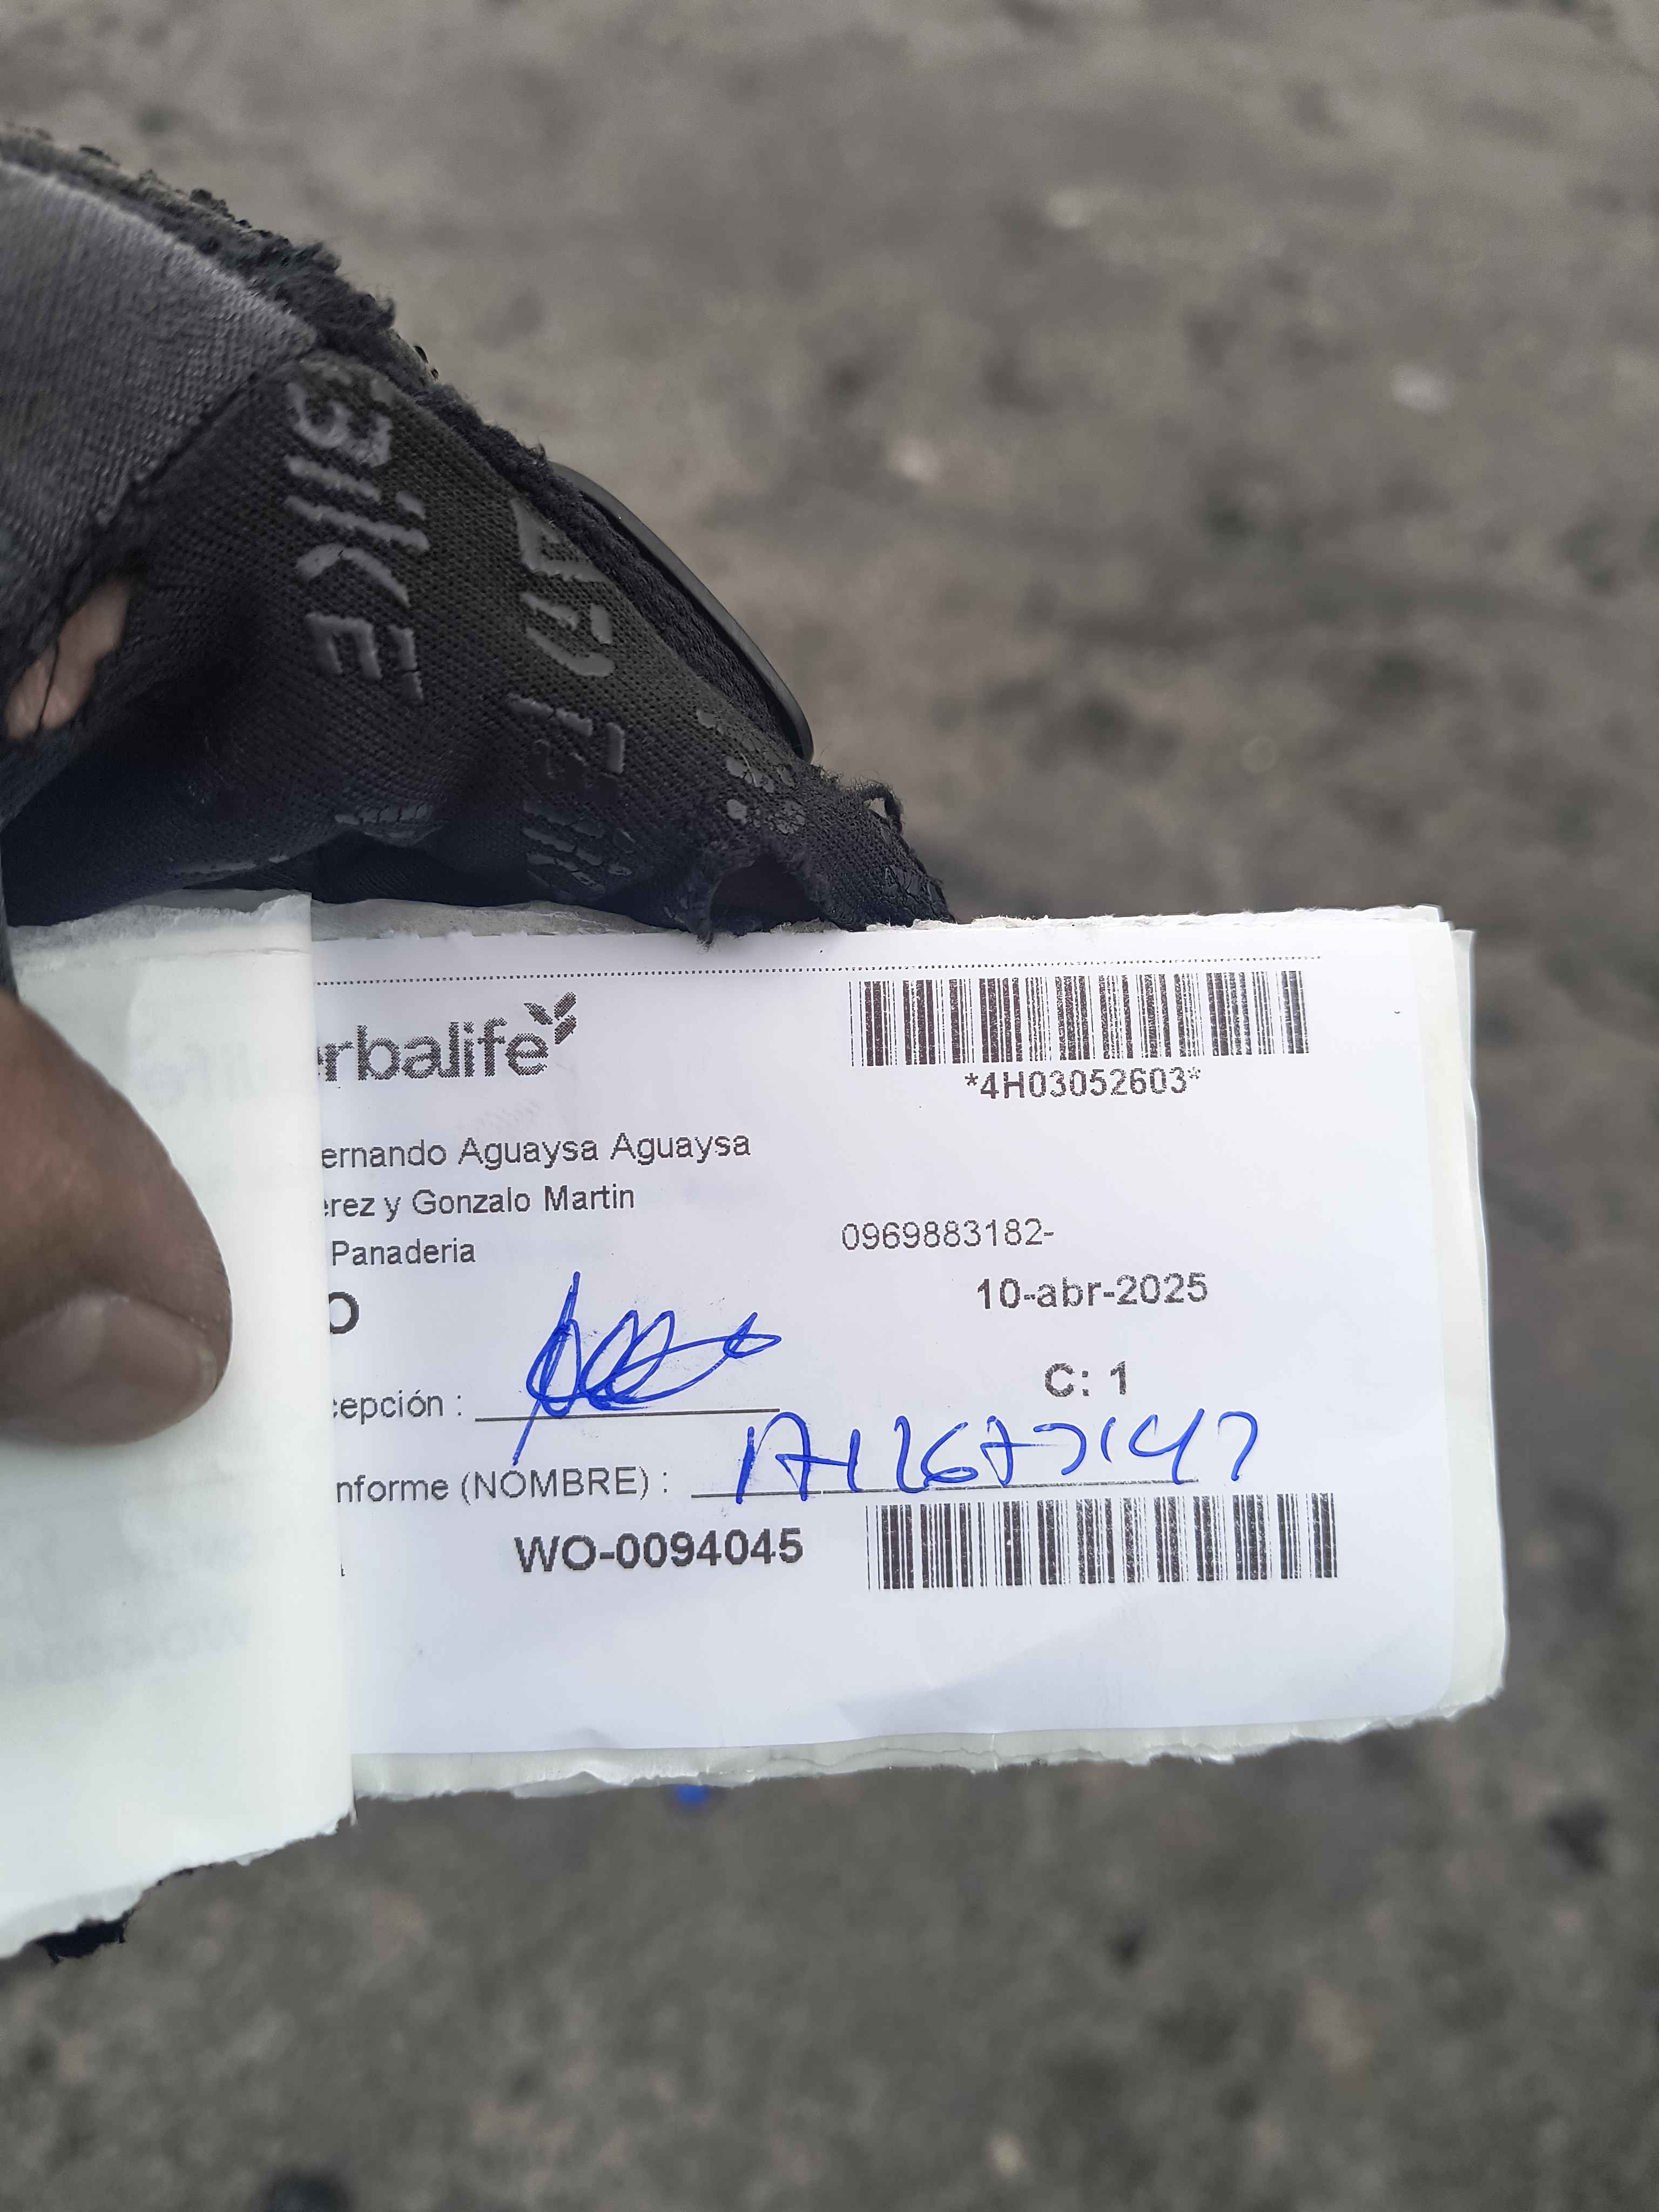 BIKE
erbalife
*4H03052603*
ernando Aguaysa Aguaysa
erez y Gonzalo Martin
Panaderia
0969883182-
O
10-abr-2025
C: 1
cepción :
nforme (NOMBRE) :
WO-0094045